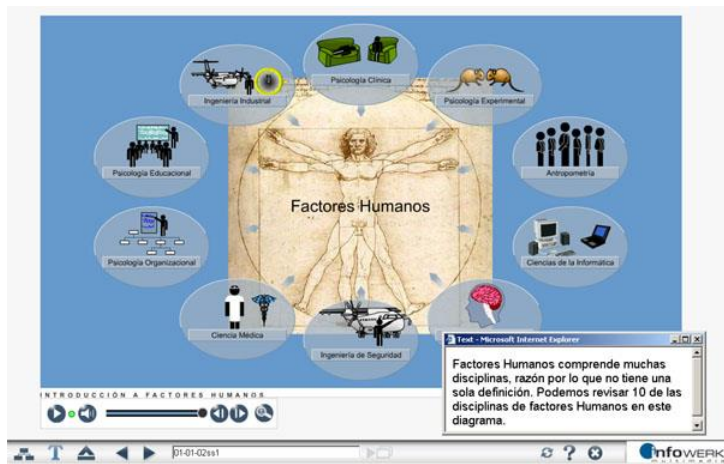 Psicología Clínica
Ingeniería Industrial
Psicología Experimental
Psicología Educacional
Antropometría
Factores Humanos
Psicología Organizacional
Ciencias de la Informática
Ciencia Médica
Ingeniería de Seguridad
Text - Microsoft Internet Explorer
Factores Humanos comprende muchas
disciplinas, razón por lo que no tiene una
sola definición. Podemos revisar 10 de las
disciplinas de factores Humanos en este
diagrama.
INTRODUCCIÓN A FACTORES HUMANOS
01-01-02ss1
infowerk
multimedia